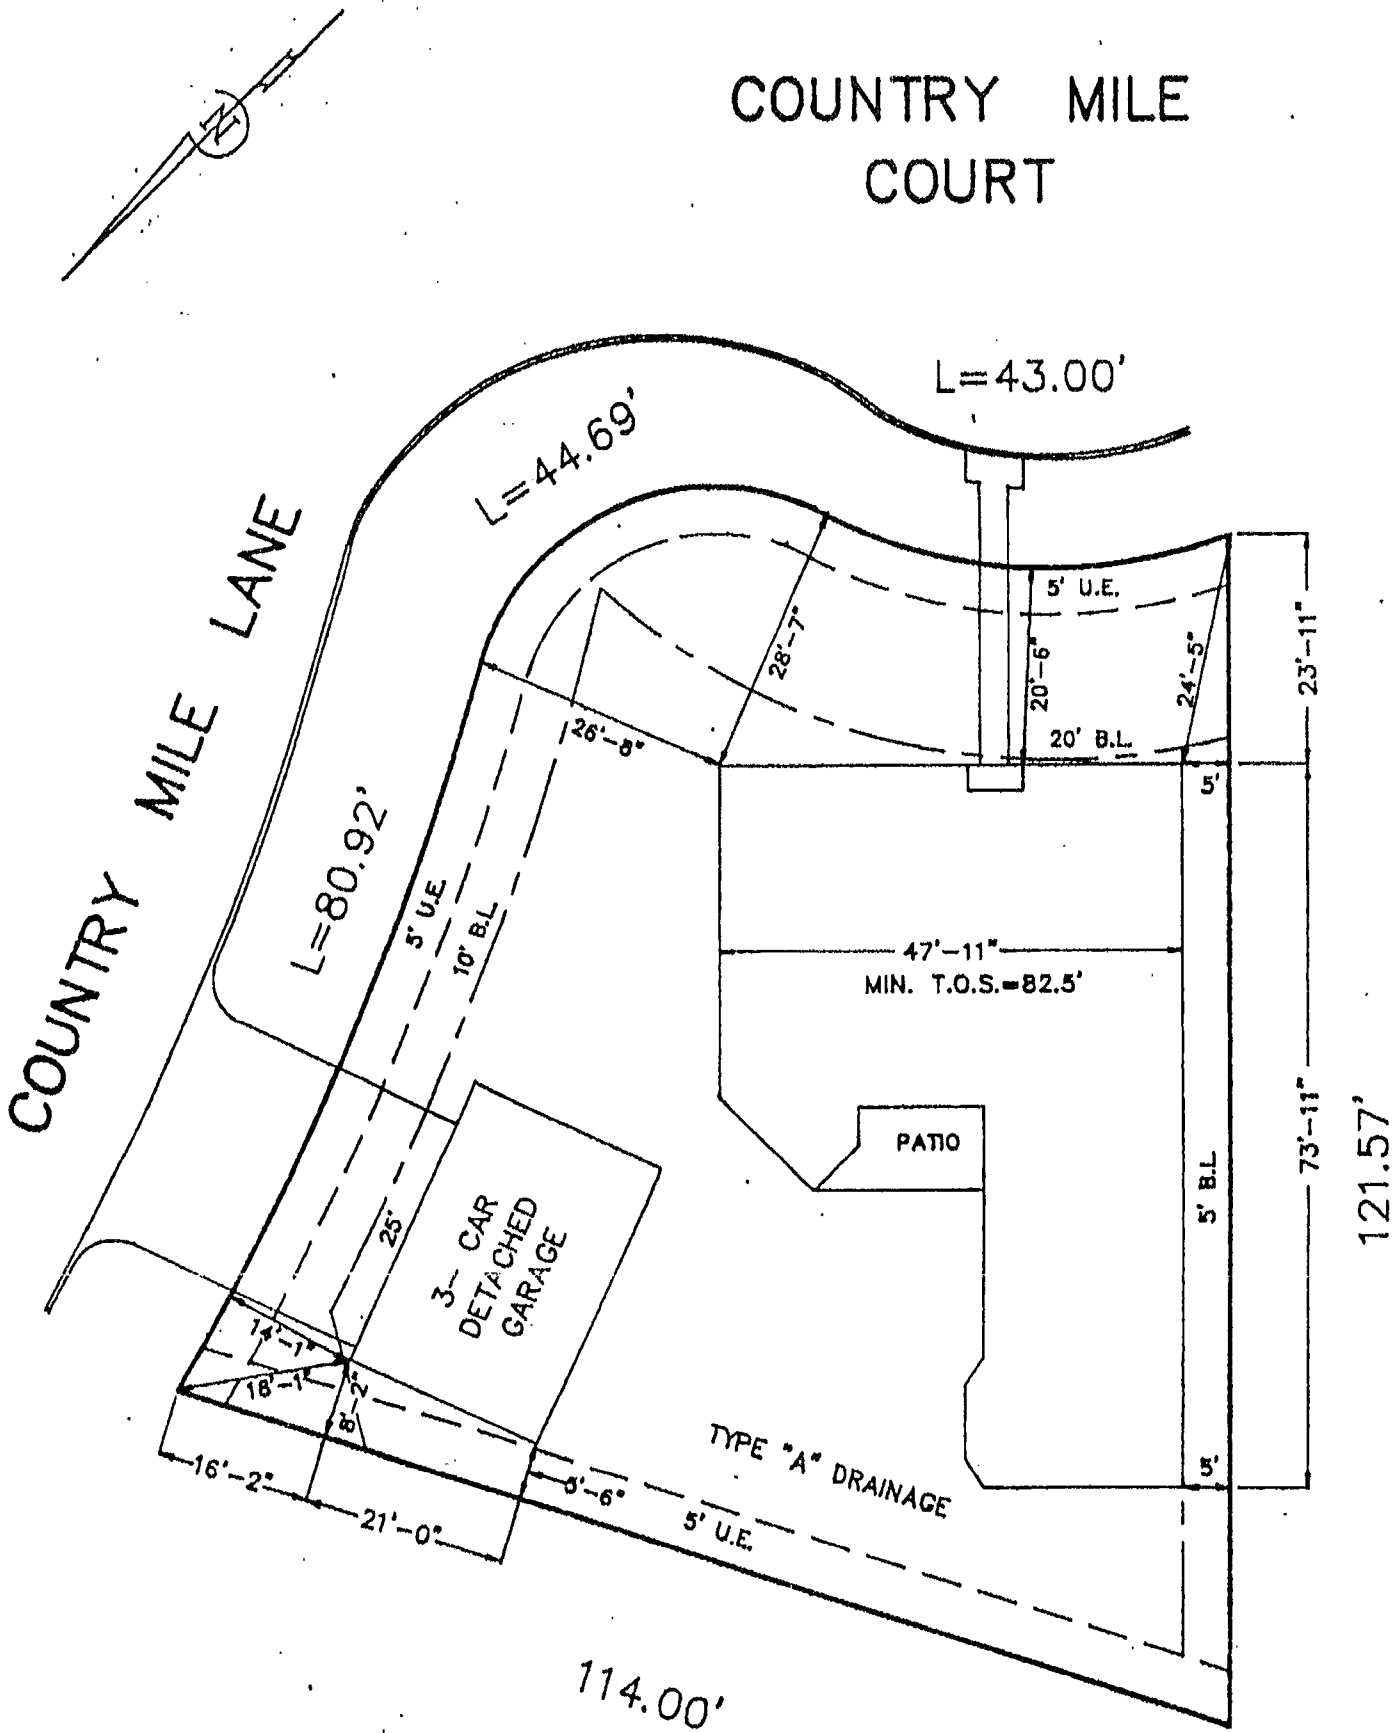 N
COUNTRY MILE
COURT
L=43.00'
L=44.69'
COUNTRY MILE LANE
5' U.E.
28'-7"
20'-6"
24'-5"
23'-11"
26'-8"
20' B.L.
5'
L=80.92'
5' U.E.
10' B.L.
47'-11"
MIN. T.O.S.=82.5'
PATIO
73'-11"
121.57'
5' B.L.
25'
3- CAR
DETACHED
GARAGE
14'-1"
18'-1"
8'-2"
TYPE "A" DRAINAGE
5'
16'-2"
5'-6"
21'-0"
5' U.E.
114.00'